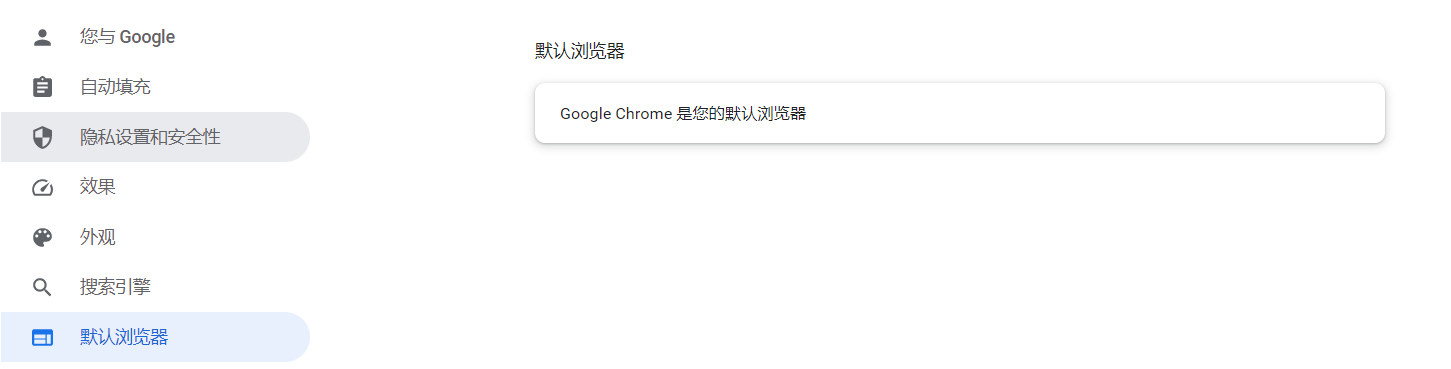 您与 Google
自动填充
隐私设置和安全性
效果
外观
搜索引擎
默认浏览器
默认浏览器
Google Chrome 是您的默认浏览器